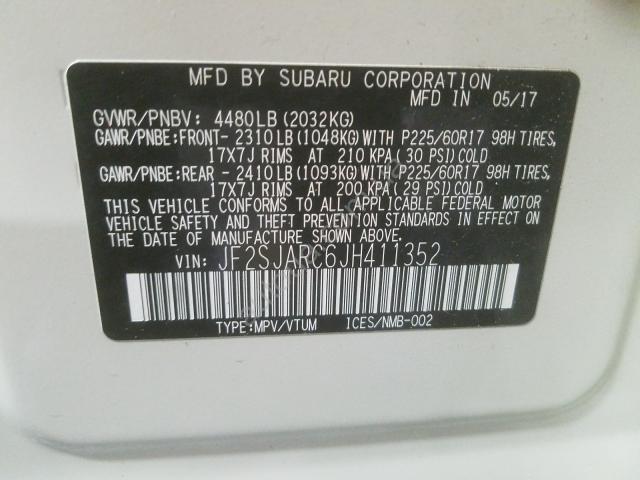 MFD BY SUBARU CORPORATION
MFD IN 05/17
GVWR/PNBV: 4480LB(2032KG)
GAWR/PNBE:FRONT- 2310LB(1048KG)WITH P225/60R17 98H TIRES,
17X7J RIMS AT 210 KPA( 30 PSI)COLD
GAWR/PNBE:REAR - 2410LB(1093KG)WITH P225/60R17 98H TIRES,
17X7J RIMS AT 200 KPA( 29 PSI)COLD
THIS VEHICLE CONFORMS TO ALL APPLICABLE FEDERAL MOTOR
VEHICLE SAFETY AND THEFT PREVENTION STANDARDS IN EFFECT ON
THE DATE OF MANUFACTURE SHOWN ABOVE.
VIN: JF2SJARC6JH411352
TYPE:MPV/VTUM ICES/NMB-002